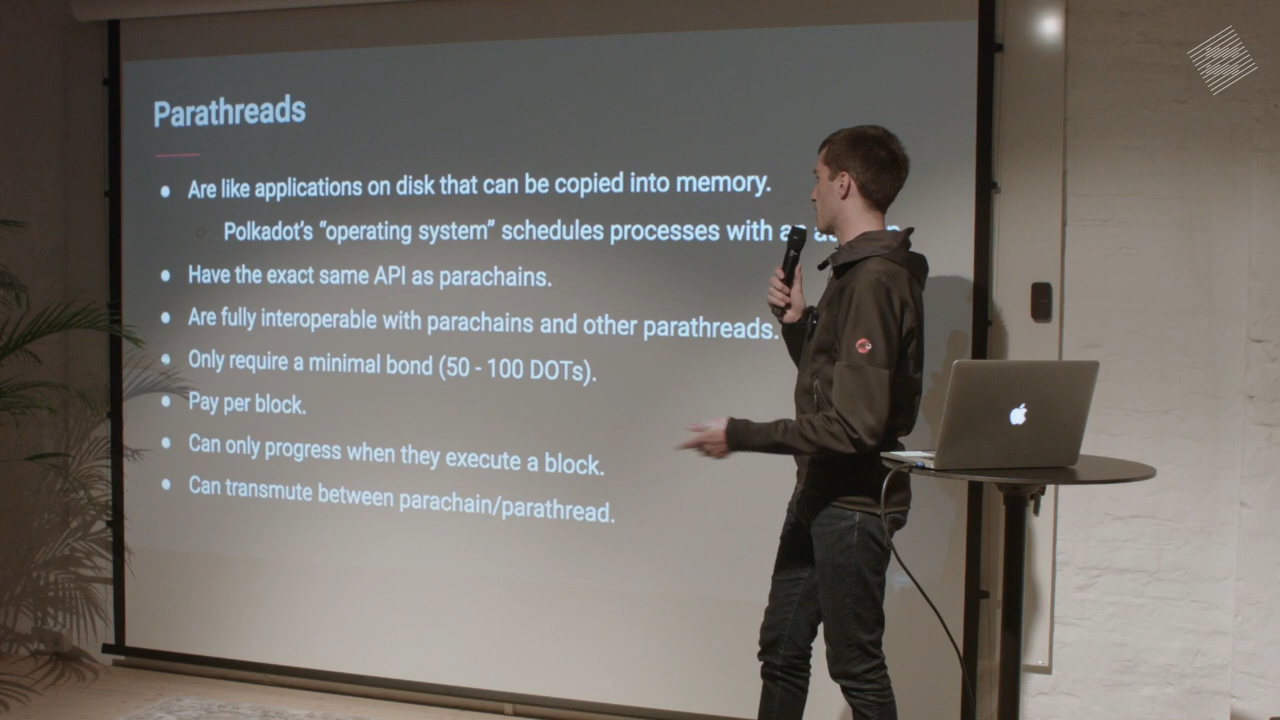 Parathreads
Are like applications on disk that can be copied into memory.
Polkadot's “operating system” schedules processes with an
Have the exact same API as parachains.
Are fully interoperable with parachains and other parathreads.
Only require a minimal bond (50 - 100 DOTs).
Pay per block.
Can only progress when they execute a block.
Can transmute between parachain/parathread.